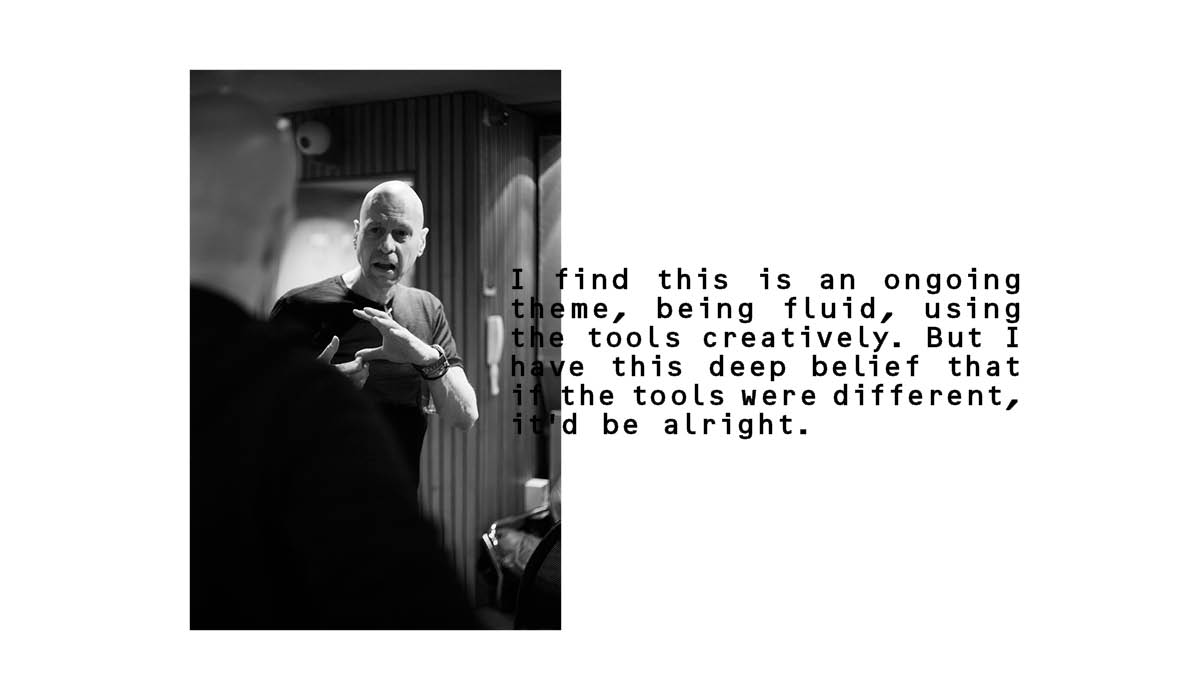 I find this is an ongoing
theme, being fluid, using
the tools creatively. But I
have this deep belief that
if the tools were different,
it'd be alright.